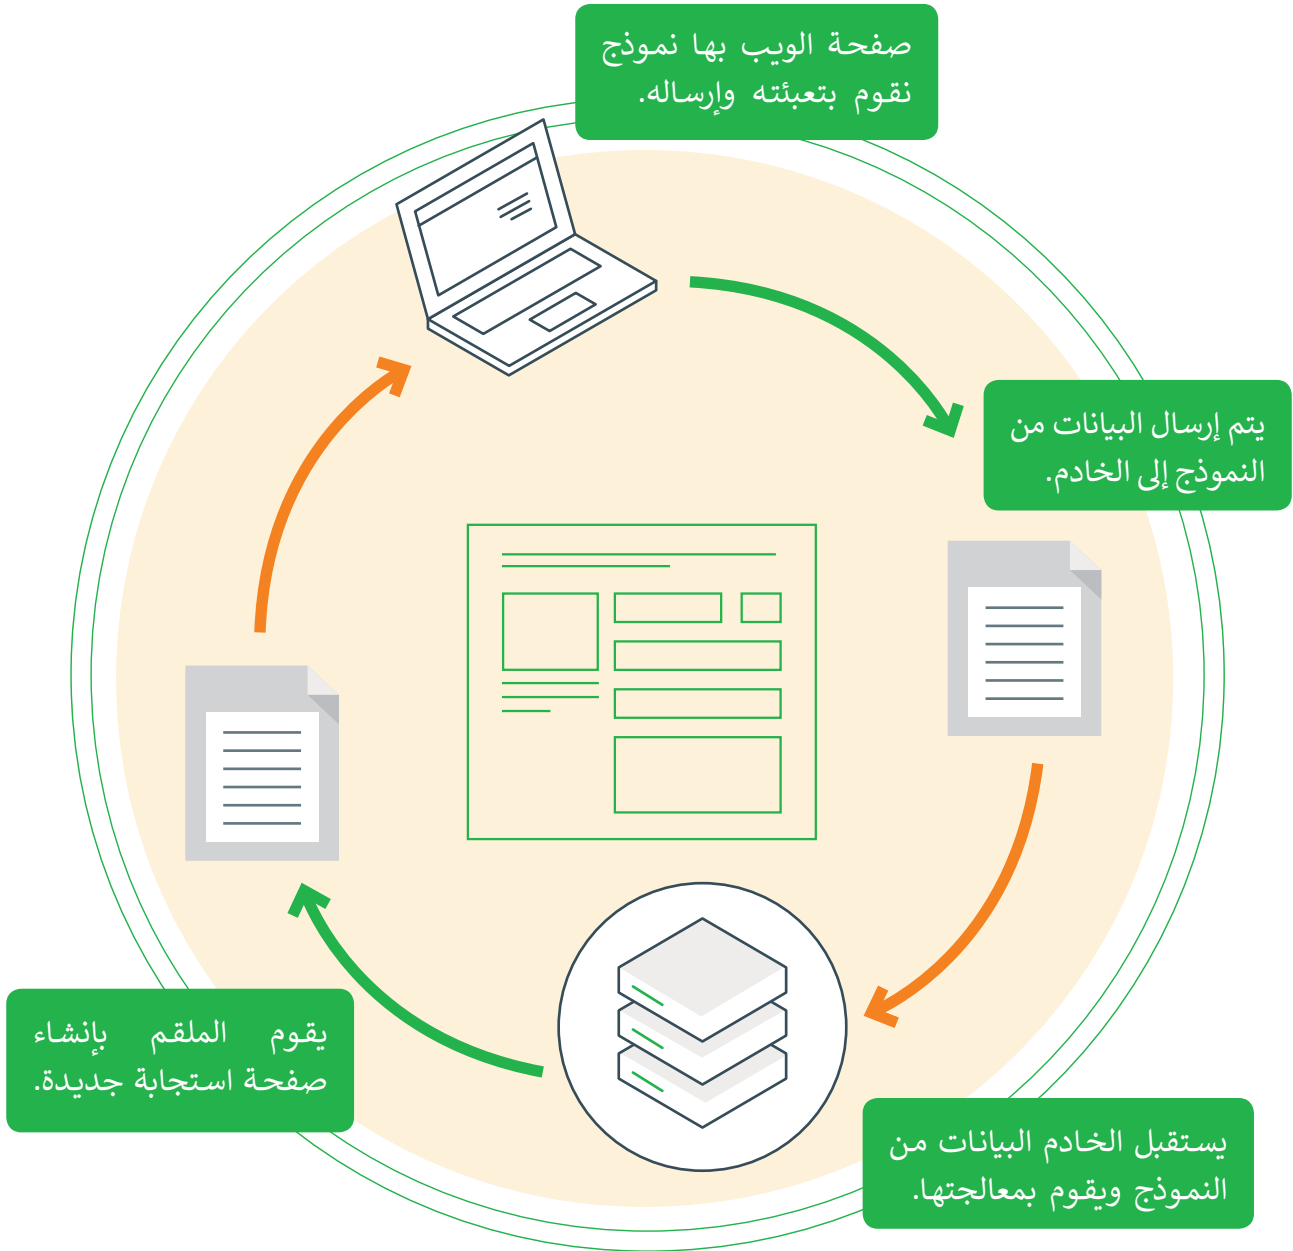 صفحة الويب بها نموذج
نقوم بتعبئته وإرساله.
يتم إرسال البيانات من
النموذج إلى الخادم.
يستقبل الخادم البيانات من
النموذج ويقوم بمعالجتها.
يقوم الملقم بإنشاء
صفحة استجابة جديدة.